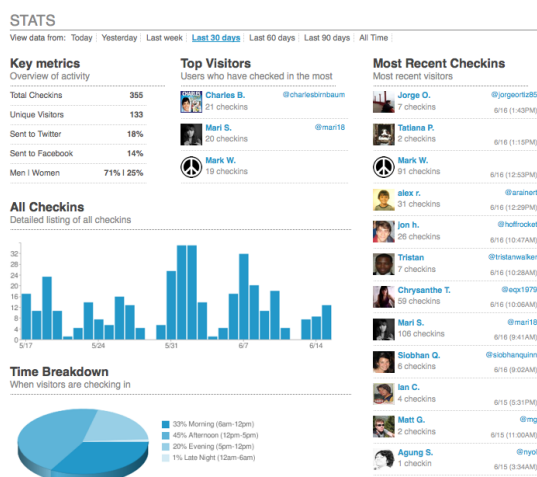 STATS
View data from: Today Yesterday Last week Last 30 days Last 60 days Last 90 days All Time
Key metrics
Overview of activity
Total Checkins 355
Unique Visitors 133
Sent to Twitter 18%
Sent to Facebook 14%
Men | Women 71% | 25%
Top Visitors
Users who have checked in the most
Charles B. @charlesbirnbaum
21 checkins
Mari S. @mari18
20 checkins
Mark W.
19 checkins
Most Recent Checkins
Most recent visitors
Jorge O. @jorgeortiz85
7 checkins 6/16 (1:43PM)
Tatiana P.
2 checkins 6/16 (1:15PM)
Mark W.
91 checkins 6/16 (12:53PM)
alex r. @arainert
31 checkins 6/16 (12:29PM)
jon h. @hoffrocket
26 checkins 6/16 (10:47AM)
Tristan @tristanwalker
7 checkins 6/16 (10:28AM)
Chrysanthe T. @eqx1979
59 checkins 6/16 (10:06AM)
Mari S. @mari18
106 checkins 6/16 (9:41AM)
Siobhan Q. @siobhanquinn
6 checkins 6/16 (9:02AM)
Ian C.
4 checkins 6/15 (5:31PM)
Matt G. @mg
2 checkins 6/15 (11:00AM)
Agung S. @nyol
1 checkin 6/15 (3:34AM)
All Checkins
Detailed listing of all checkins
32
28
24
20
16
12
8
4
0
5/17 5/24 5/31 6/7 6/14
Time Breakdown
When visitors are checking in
33% Morning (6am-12pm)
45% Afternoon (12pm-5pm)
20% Evening (5pm-12pm)
1% Late Night (12am-6am)